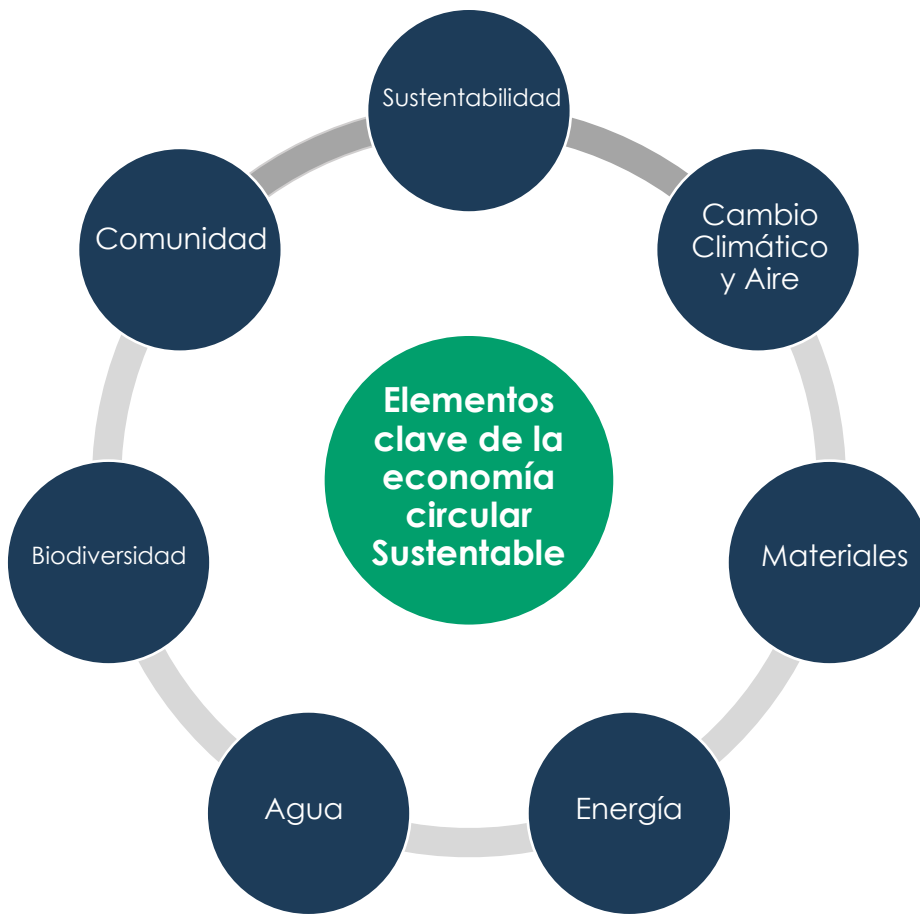 Sustentabilidad
Cambio
Climático
y Aire
Materiales
Energía
Agua
Biodiversidad
Comunidad
Elementos
clave de la
economía
circular
Sustentable